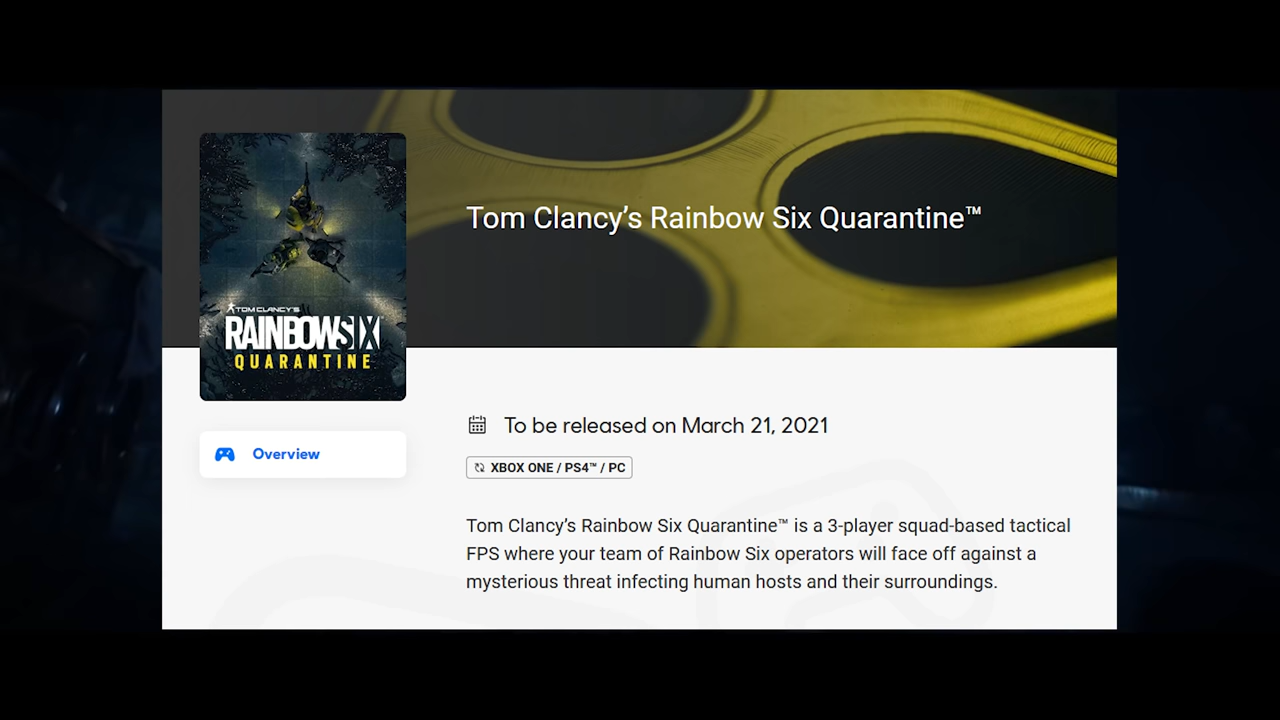 Tom Clancy’s Rainbow Six Quarantine™
TOM CLANCY'S
RAINBOWSIX
QUARANTINE
To be released on March 21, 2021
XBOX ONE / PS4™ / PC
Overview
Tom Clancy’s Rainbow Six Quarantine™ is a 3-player squad-based tactical
FPS where your team of Rainbow Six operators will face off against a
mysterious threat infecting human hosts and their surroundings.